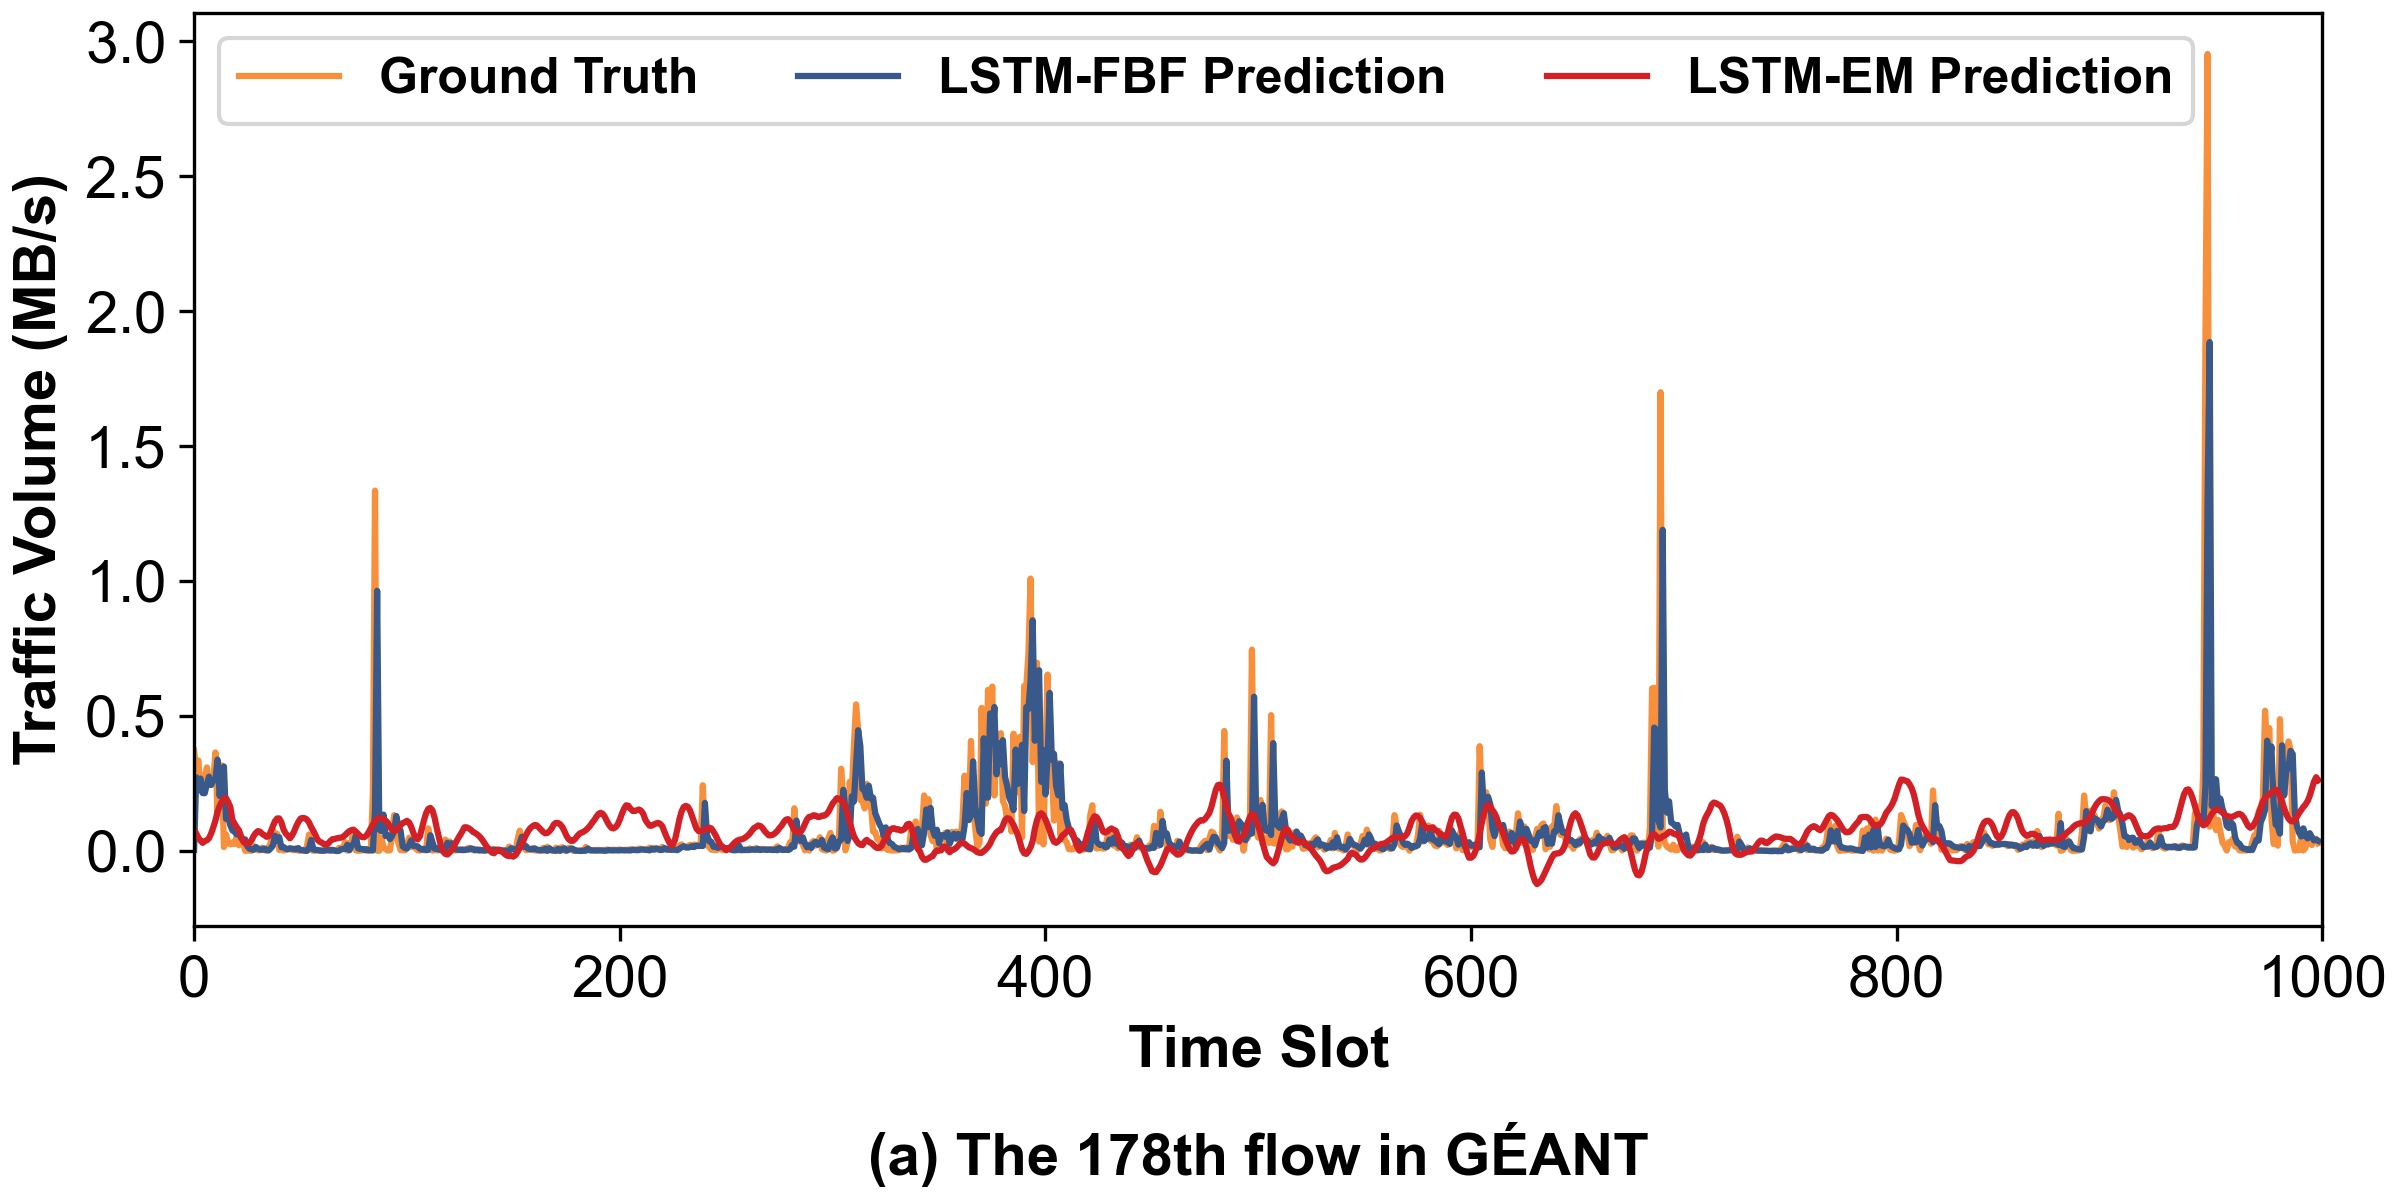 Ground Truth LSTM-FBF Prediction LSTM-EM Prediction
Traffic Volume (MB/s)
3.0
2.5
2.0
1.5
1.0
0.5
0.0
0 200 400 600 800 1000
Time Slot
(a) The 178th flow in GÉANT